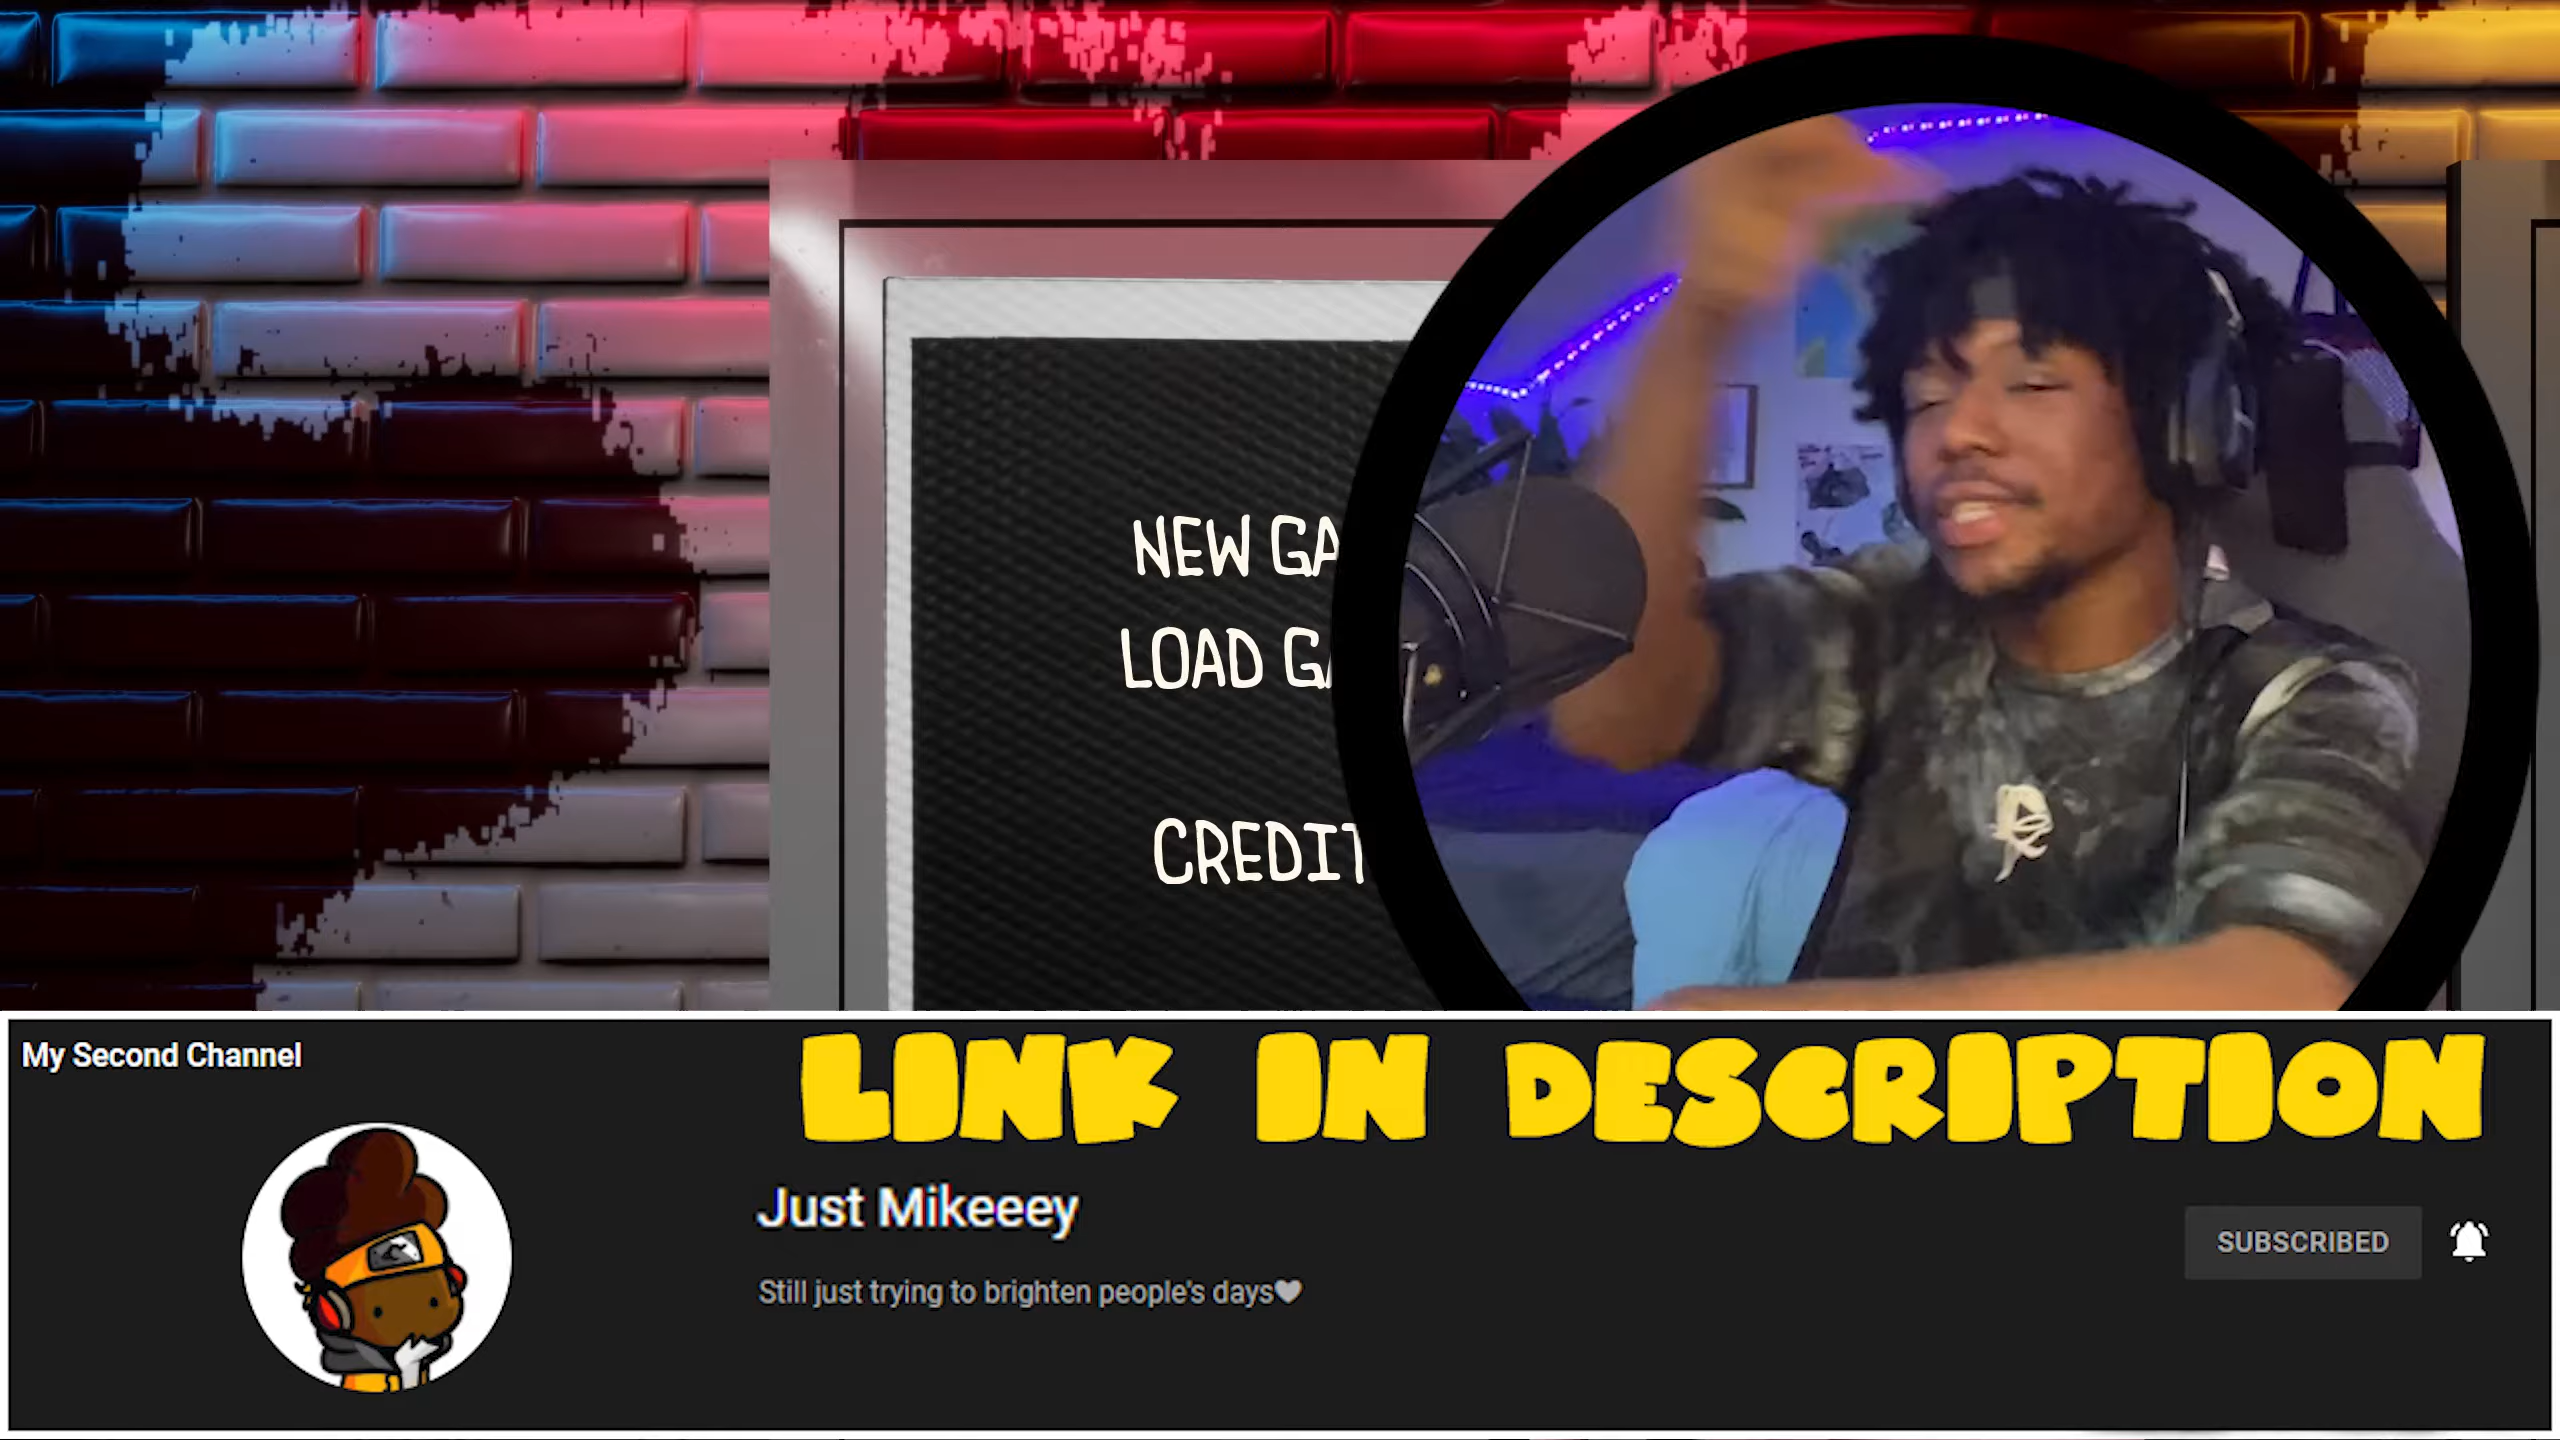 NEW GA
LOAD GA
CREDIT
My Second Channel
LINK IN DESCRIPTION
Just Mikeeey
SUBSCRIBED
Still just trying to brighten people's days🖤